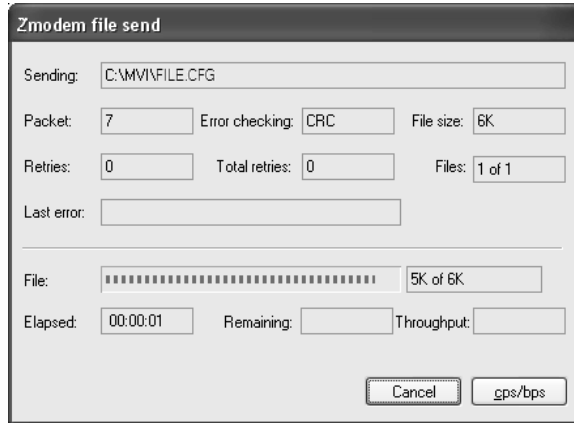 Zmodem file send
Sending: C:\MVI\FILE.CFG
Packet: 7 Error checking: CRC File size: 6K
Retries: 0 Total retries: 0 Files: 1 of 1
Last error:
File: 5K of 6K
Elapsed: 00:00:01 Remaining: Throughput:
Cancel cps/bps